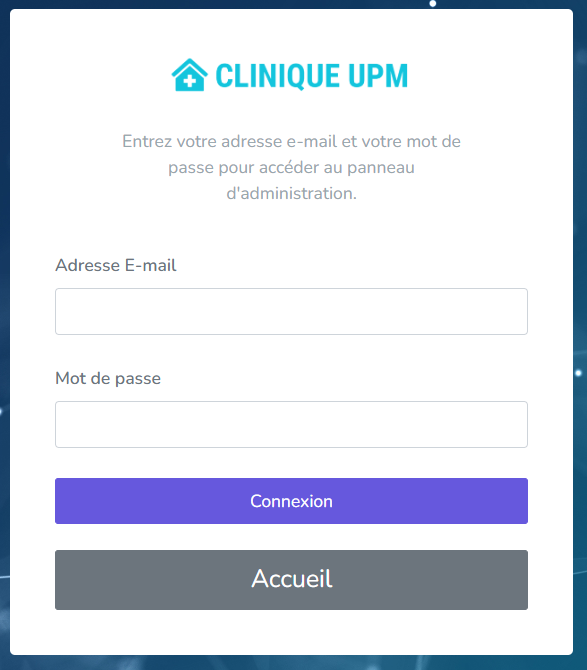 CLINIQUE UPM
Entrez votre adresse e-mail et votre mot de
passe pour accéder au panneau
d'administration.
Adresse E-mail
Mot de passe
Connexion
Accueil